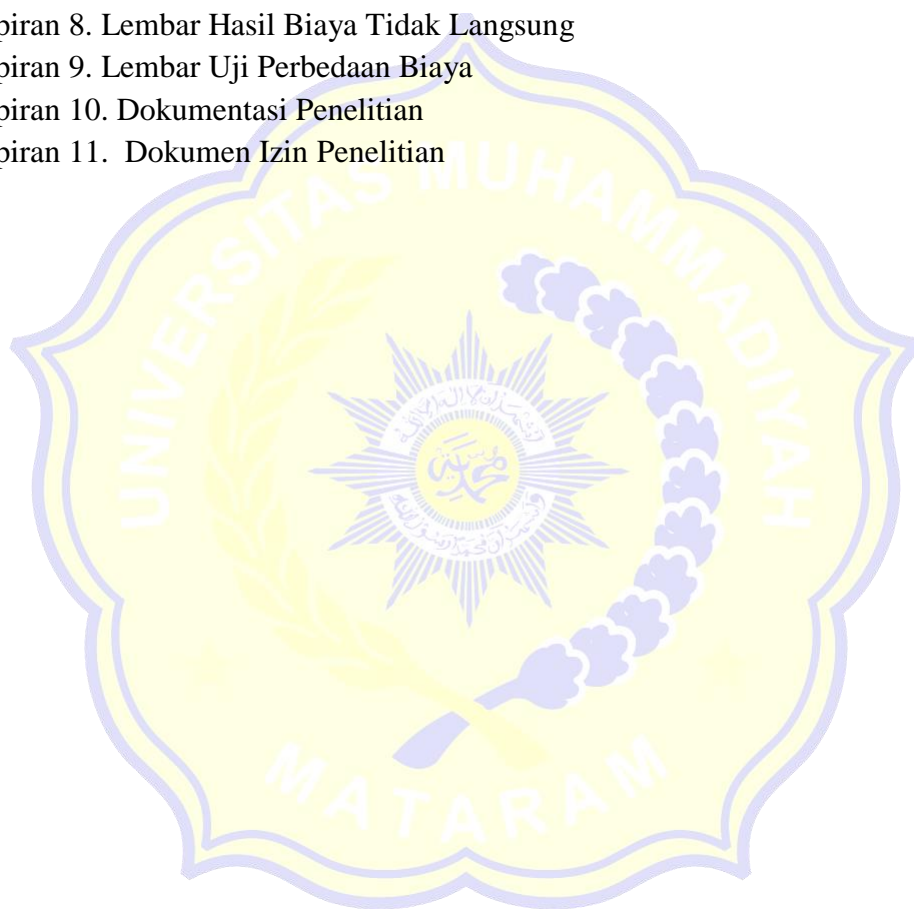 piran 8. Lembar Hasil Biaya Tidak Langsung
piran 9. Lembar Uji Perbedaan Biaya
piran 10. Dokumentasi Penelitian
piran 11. Dokumen Izin Penelitian
UNIVERSITAS MUHAMMADIYAH
MATARAM